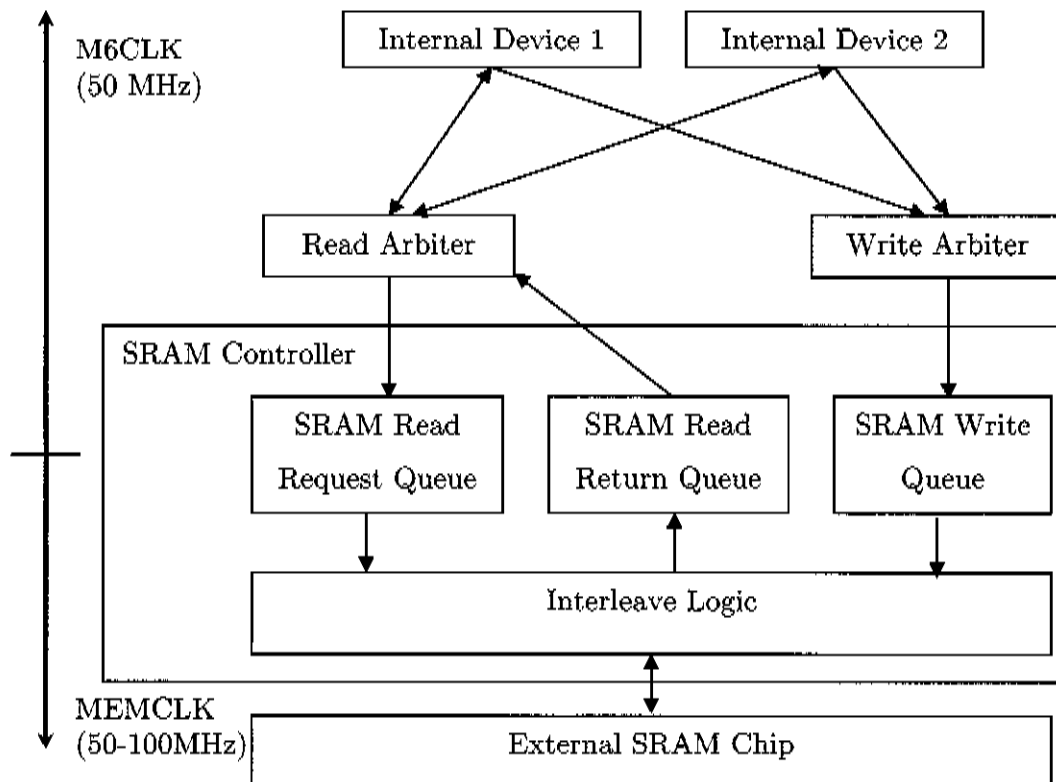 M6CLK
(50 MHz)
Internal Device 1
Internal Device 2
Read Arbiter
Write Arbiter
SRAM Controller
SRAM Read
Request Queue
SRAM Read
Return Queue
SRAM Write
Queue
Interleave Logic
MEMCLK
(50-100MHz)
External SRAM Chip